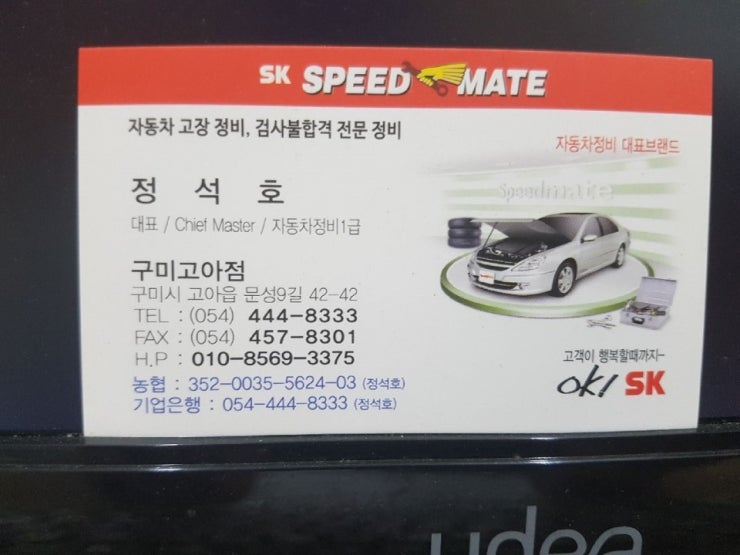 SK SPEED MATE
자동차 고장 정비, 검사불합격 전문 정비
자동차정비 대표브랜드
Speedmate
정 석 호
대표 / Chief Master / 자동차정비1급
구미고아점
구미시 고아읍 문성9길 42-42
TEL : (054) 444-8333
FAX : (054) 457-8301
H.P : 010-8569-3375
농협 : 352-0035-5624-03 (정석호)
기업은행 : 054-444-8333 (정석호)
고객이 행복할때까지-
OK! SK
udea